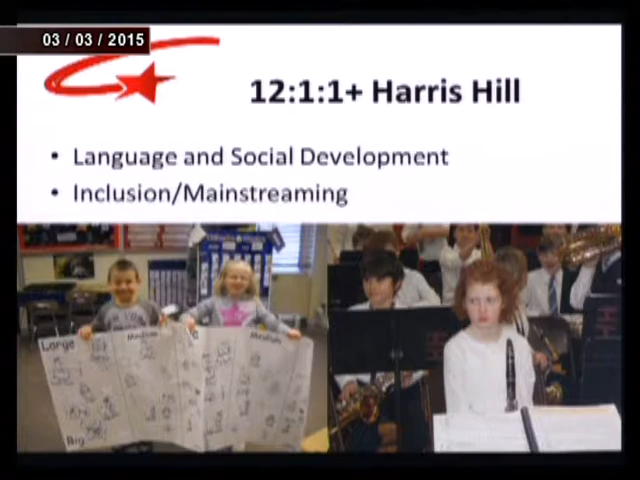 03 / 03 / 2015
12:1:1+ Harris Hill
• Language and Social Development
• Inclusion/Mainstreaming
Large
Medium
Medium
Big